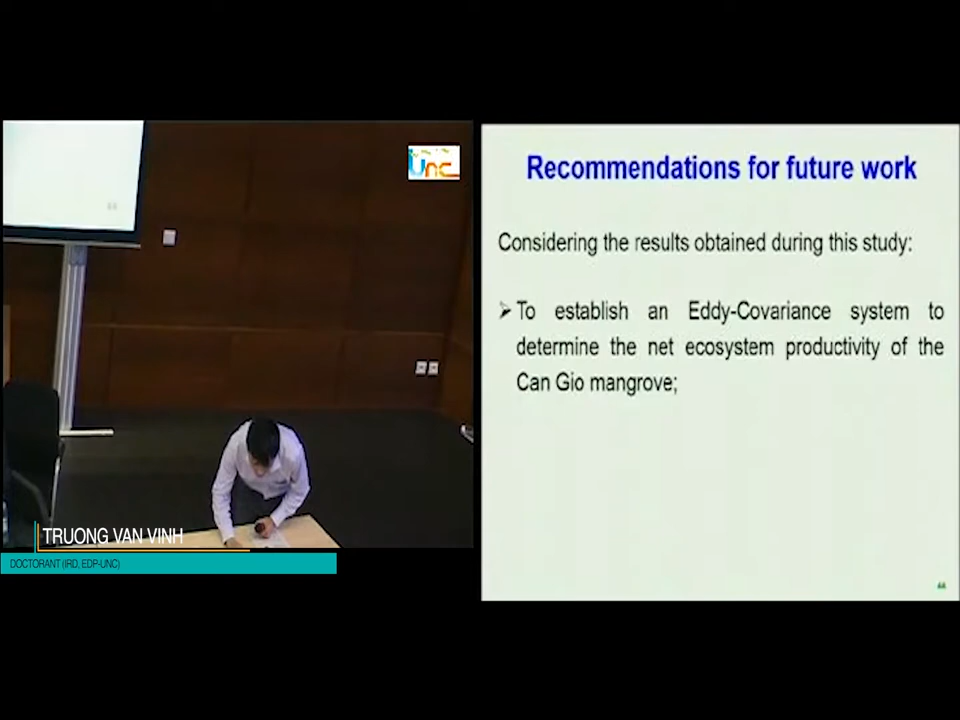 Unc
TRUONG VAN VINH
DOCTORANT (IRD, EDP-UNC)
Recommendations for future work
Considering the results obtained during this study:
➢ To establish an Eddy-Covariance system to
determine the net ecosystem productivity of the
Can Gio mangrove;